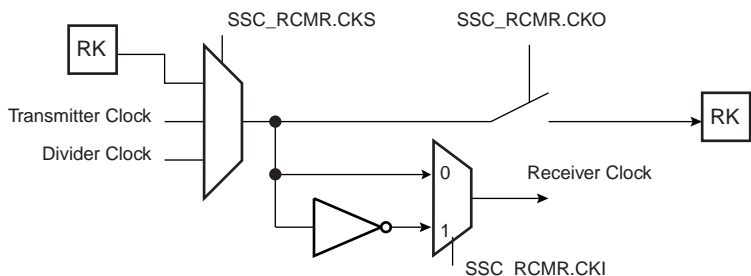 SSC_RCMR.CKS
SSC_RCMR.CKO
RK
Transmitter Clock
RK
Divider Clock
0
Receiver Clock
1
SSC_RCMR.CKI